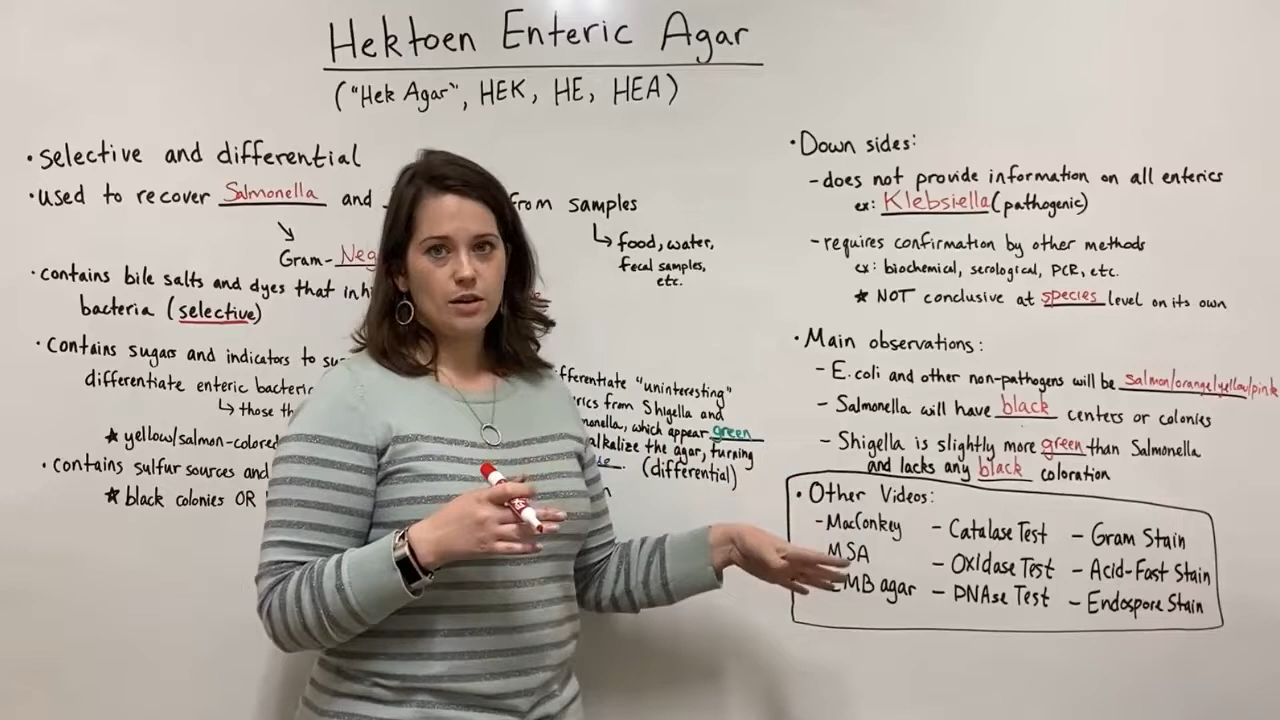 Hektoen Enteric Agar
("Hek Agar", HEK, HE, HEA)
• selective and differential
• used to recover Salmonella and
from samples
Gram- Neg
↳ food, water,
fecal samples,
etc.
• contains bile salts and dyes that inhi
bacteria (selective)
• contains sugars and indicators to
differentiate enteric
↳ those
★ yellow/salmon-colored
fferentiate "uninteresting"
from Shigella and
which appear green
alkalize the agar, turning
(differential)
• contains sulfur sources and
★ black colonies OR
• Down sides:
- does not provide information on all enterics
ex: Klebsiella (pathogenic)
- requires confirmation by other methods
ex: biochemical, serological, PCR, etc.
★ NOT conclusive at species level on its own
• Main observations:
- E.coli and other non-pathogens will be salmon/orange/yellow/pink
- Salmonella will have black centers or colonies
- Shigella is slightly more green than Salmonella
and lacks any black coloration
• Other Videos:
- MacConkey - Catalase Test - Gram Stain
MSA - Oxidase Test - Acid-Fast Stain
EMB agar - DNAse Test - Endospore Stain